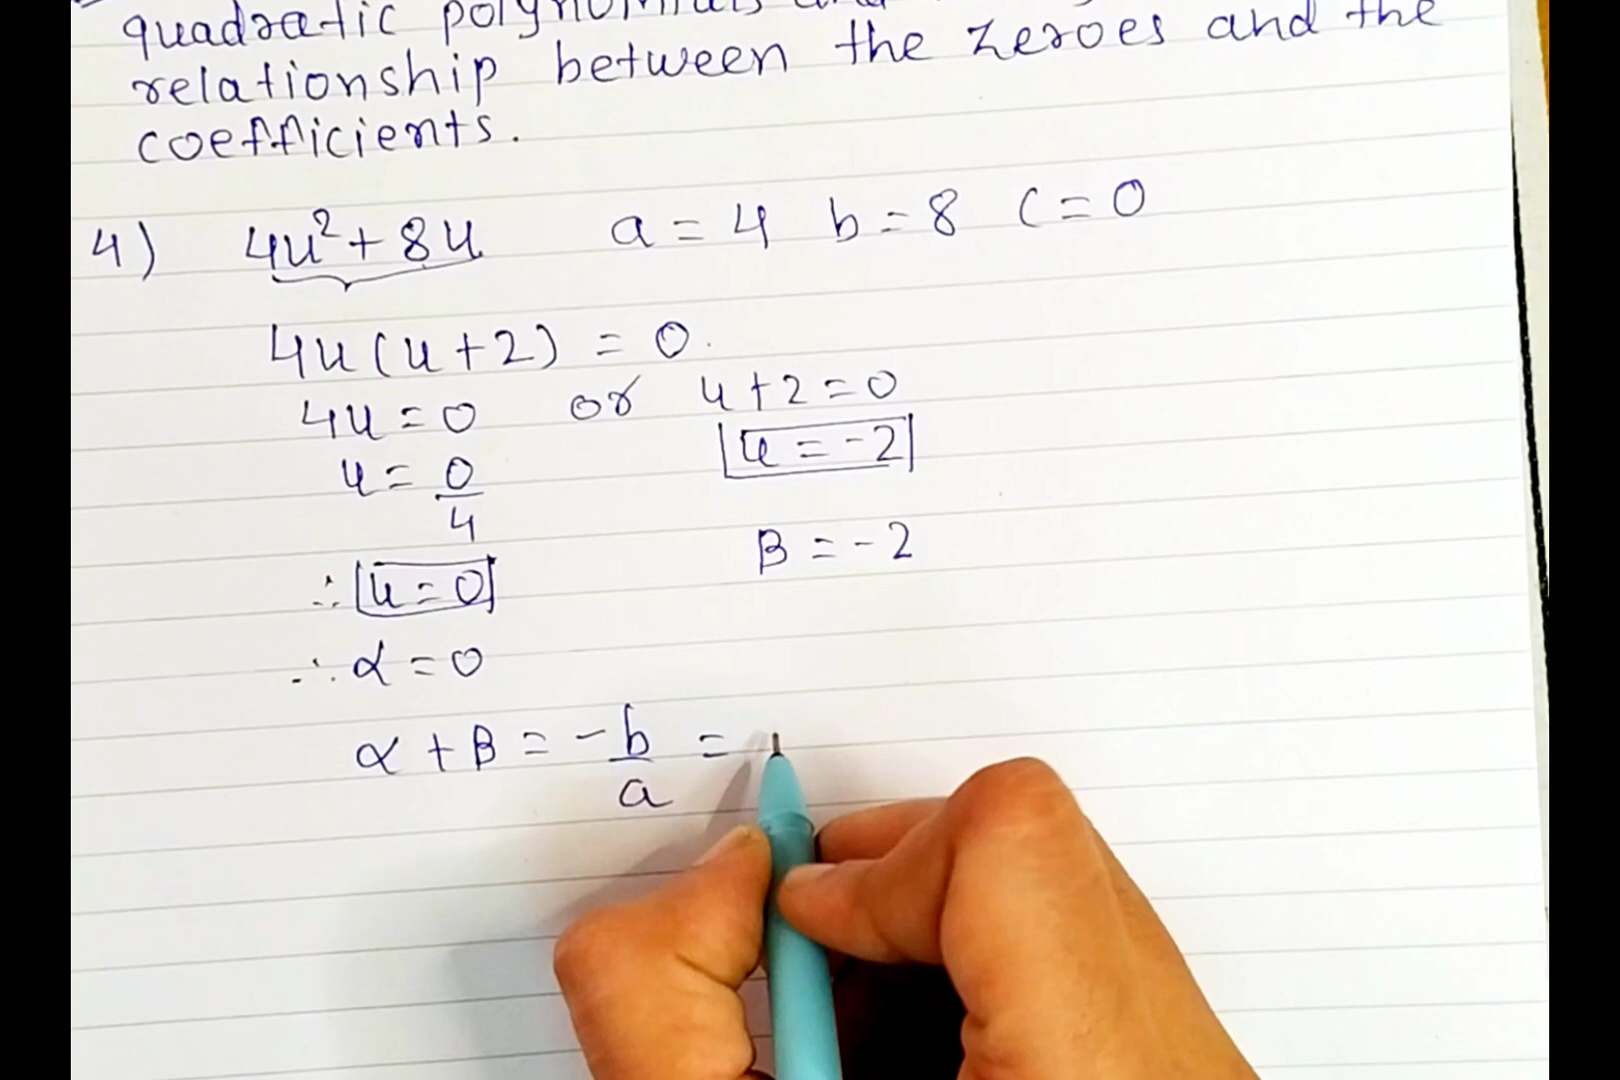 quadratic polynomials
relationship between the zeroes and the
coefficients.
4) 4u² + 8u a = 4 b = 8 c = 0
4u(u+2) = 0.
4u = 0 or u+2=0
u = 0/4 u = -2
∴ u = 0 β = -2
∴ α = 0
α + β = -b/a =